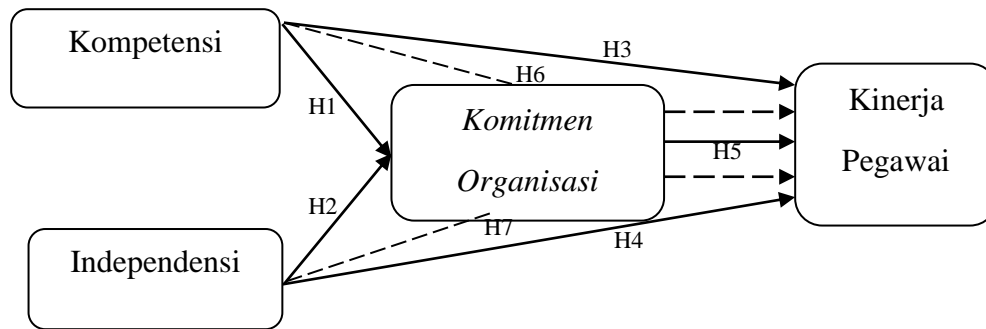 Kompetensi
H3
H6
H1
Komitmen
Organisasi
Kinerja
Pegawai
H5
H2
H7
H4
Independensi